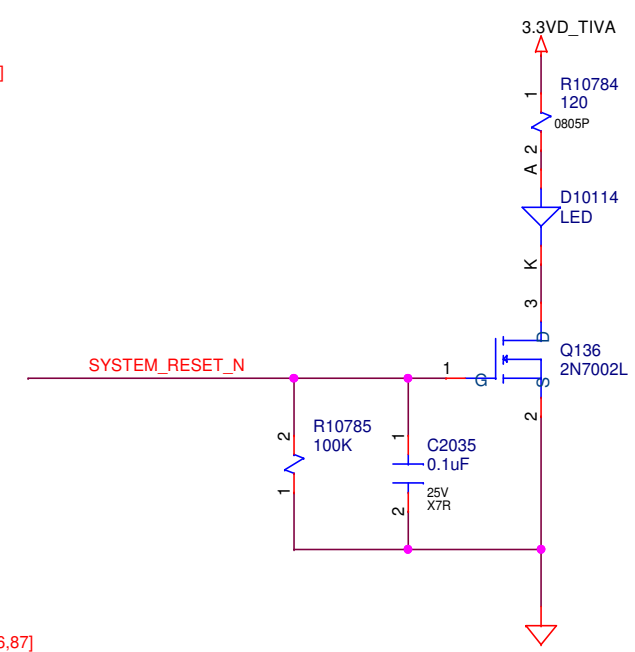 3.3VD_TIVA
]
1
R10784
120
0805P
2
A
D10114
LED
K
3
D
SYSTEM_RESET_N
1
G
S
Q136
2N7002L
2
2
R10785
100K
1
1
C2035
0.1uF
25V
X7R
2
6,87]